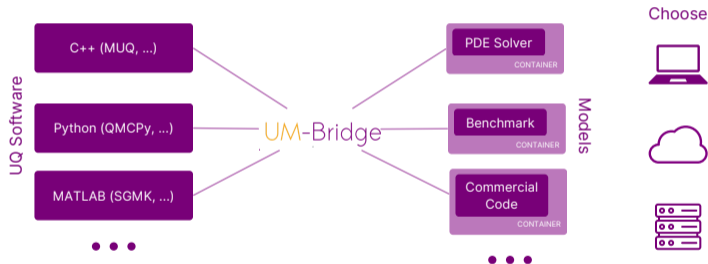 Choose
C++ (MUQ, ...)
PDE Solver
CONTAINER
UQ Software
Python (QMCPy, ...)
UM-Bridge
Benchmark
CONTAINER
Models
MATLAB (SGMK, ...)
Commercial
Code
CONTAINER